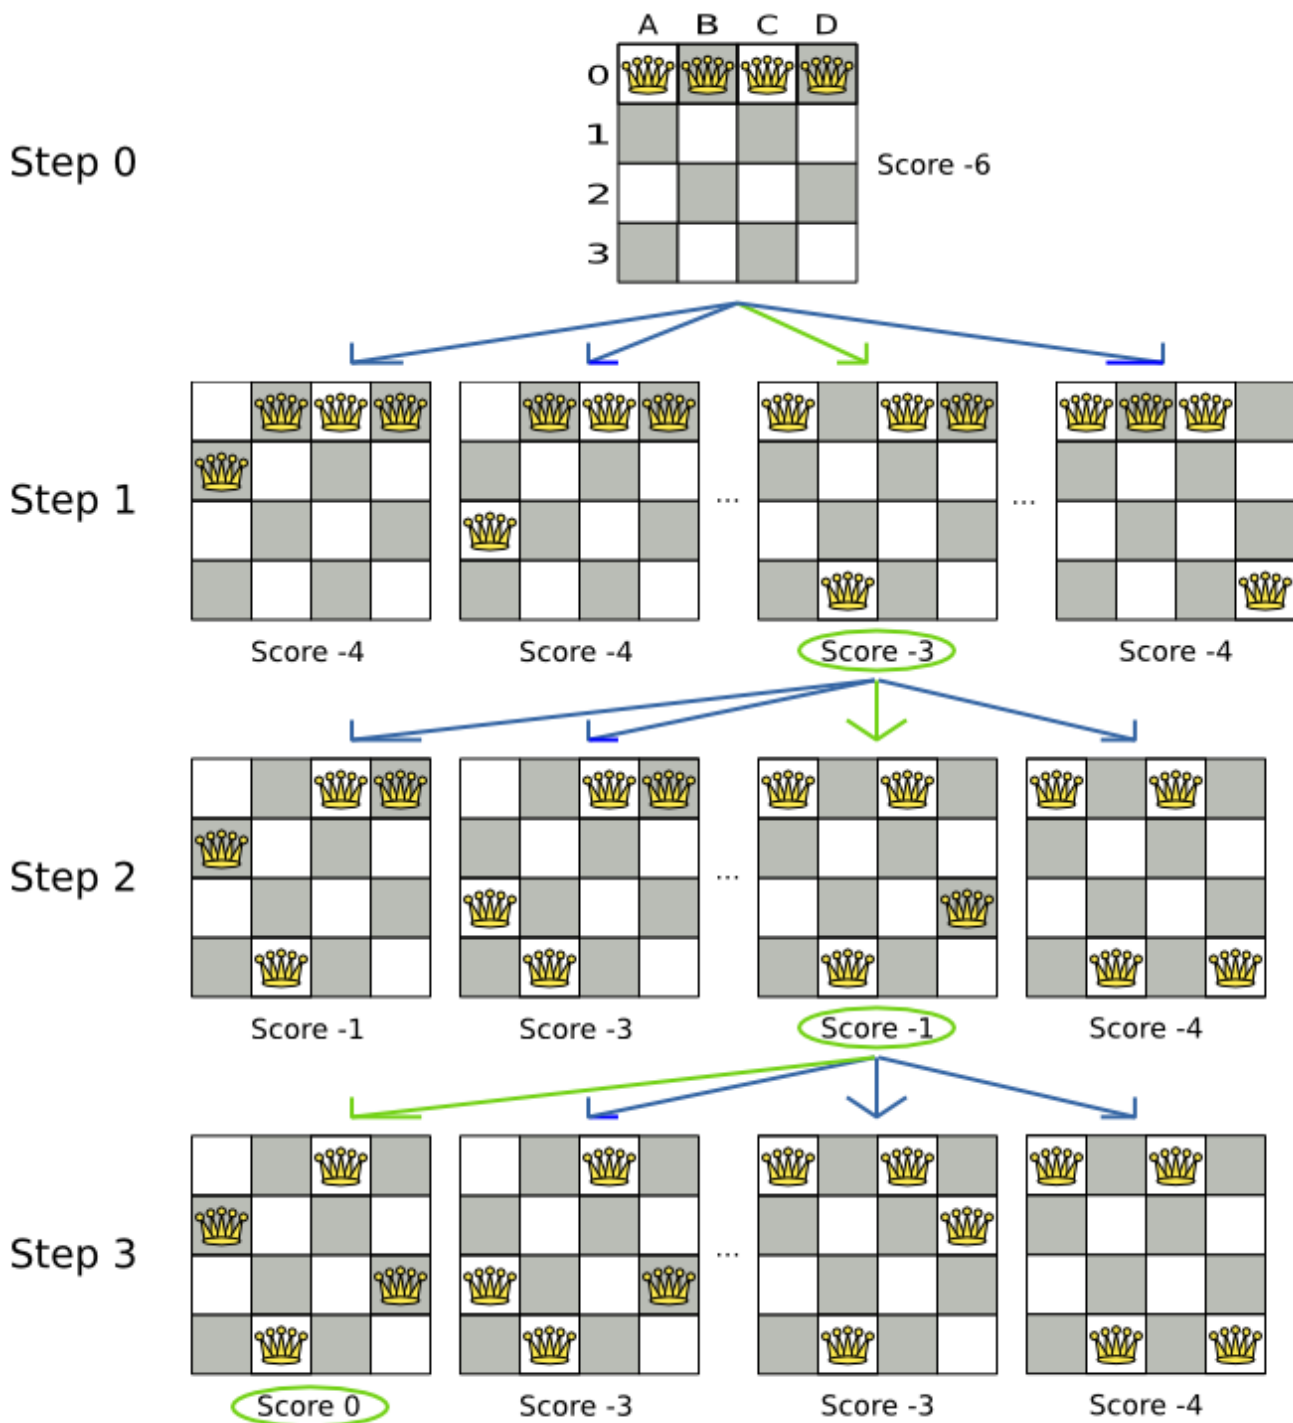 A B C D
0
1
Step 0
Score -6
2
3
Step 1
...
...
Score -4
Score -4
Score -3
Score -4
Step 2
...
Score -1
Score -3
Score -1
Score -4
Step 3
...
Score 0
Score -3
Score -3
Score -4